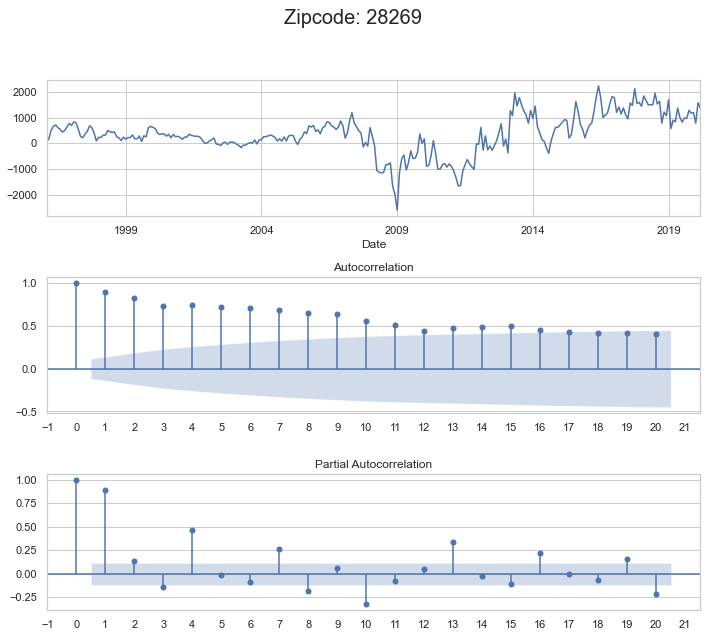 Zipcode: 28269
2000
1000
0
−1000
−2000
1999 2004 2009 2014 2019
Date
Autocorrelation
1.0
0.5
0.0
−0.5
−1 0 1 2 3 4 5 6 7 8 9 10 11 12 13 14 15 16 17 18 19 20 21
Partial Autocorrelation
1.00
0.75
0.50
0.25
0.00
−0.25
−1 0 1 2 3 4 5 6 7 8 9 10 11 12 13 14 15 16 17 18 19 20 21